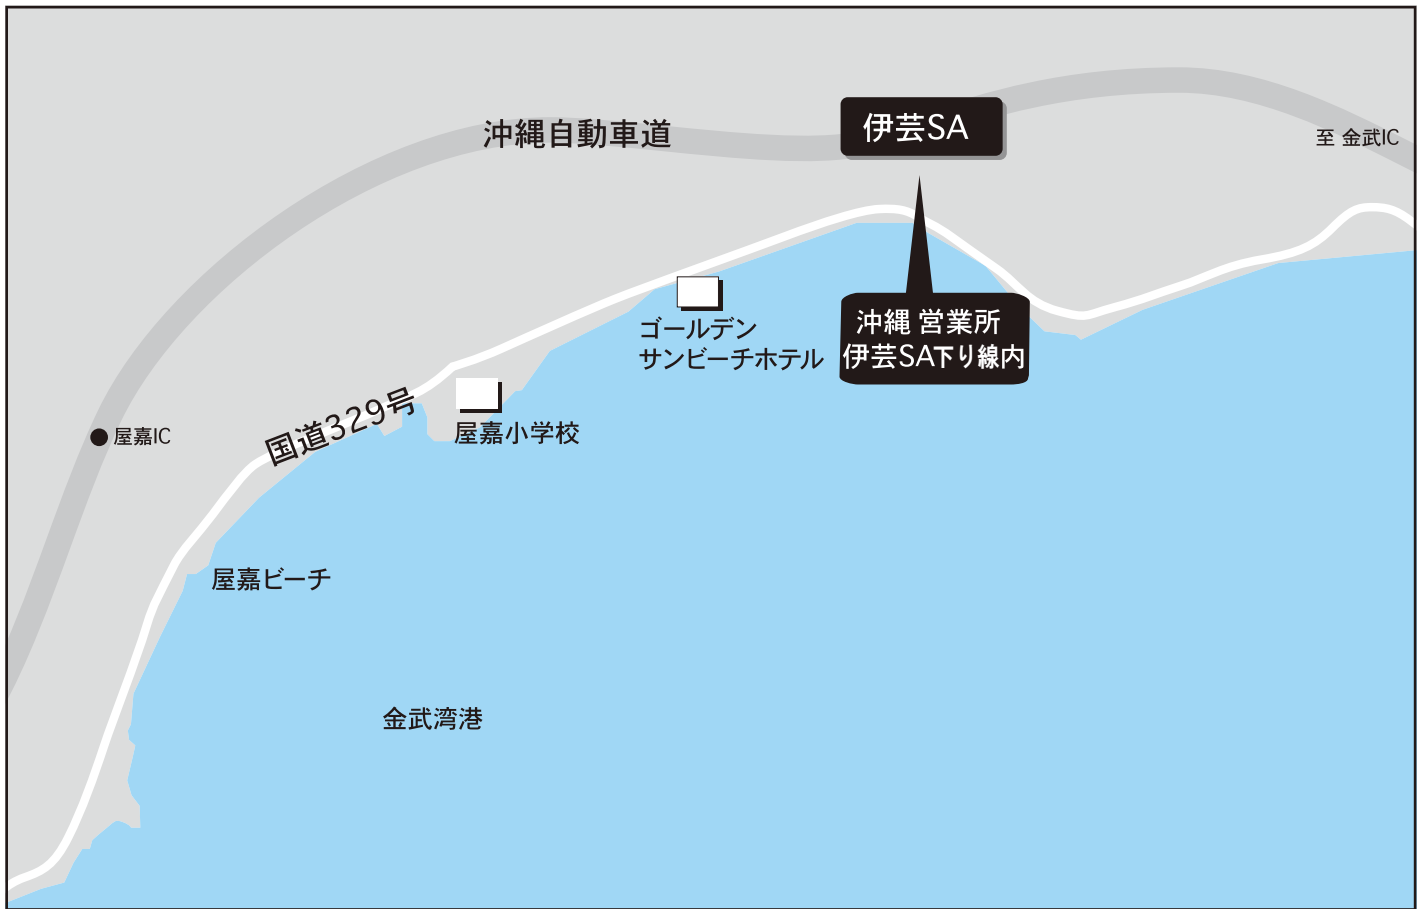 伊芸SA
沖縄自動車道
至 金武IC
沖縄 営業所
伊芸SA下り線内
ゴールデン
サンビーチホテル
国道329号
屋嘉小学校
屋嘉IC
屋嘉ビーチ
金武湾港